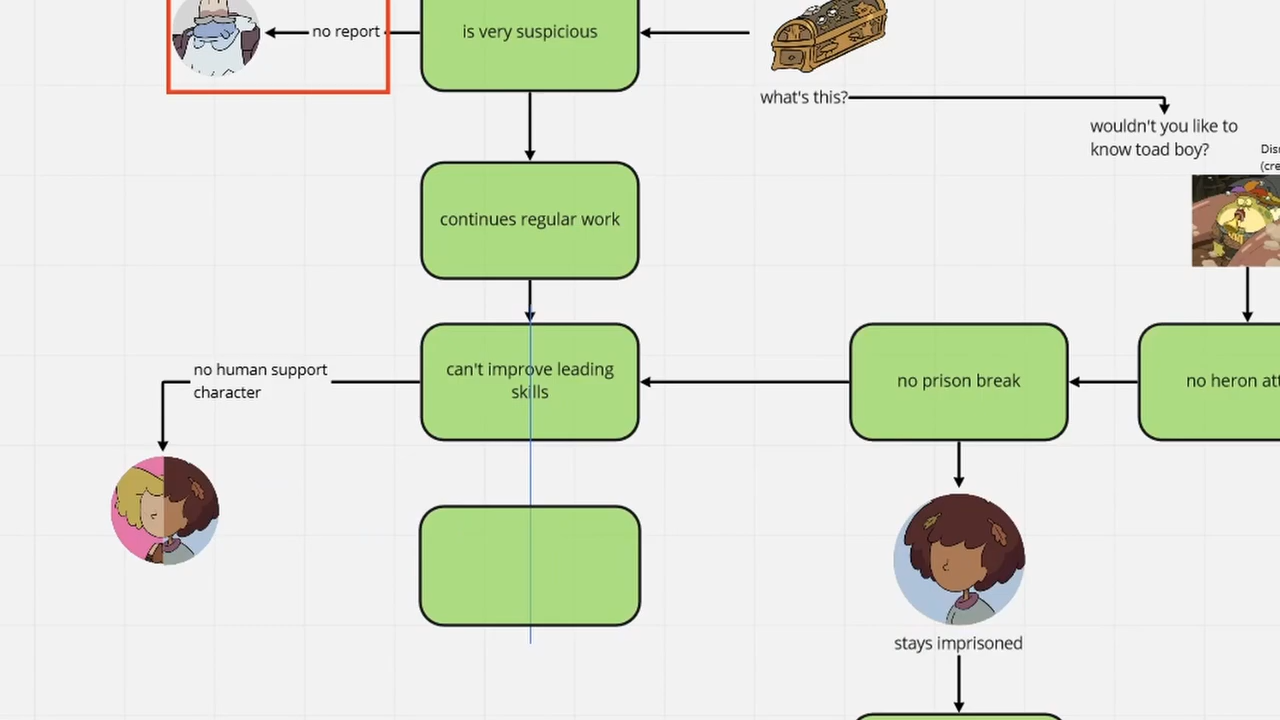 no report
is very suspicious
what's this?
wouldn't you like to
know toad boy?
continues regular work
no human support
character
can't improve leading
skills
no prison break
no heron
stays imprisoned